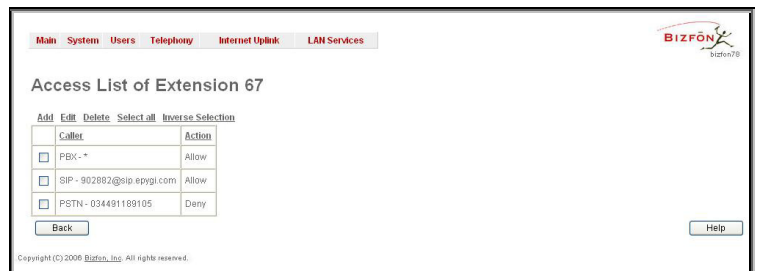 Main System Users Telephony Internet Uplink LAN Services
BIZFŌN
bizfon78
Access List of Extension 67
Add Edit Delete Select all Inverse Selection
Caller Action
PBX - * Allow
SIP - 902882@sip.epygi.com Allow
PSTN - 034491189105 Deny
Back Help
Copyright (C) 2006 Bizfon, Inc. All rights reserved.